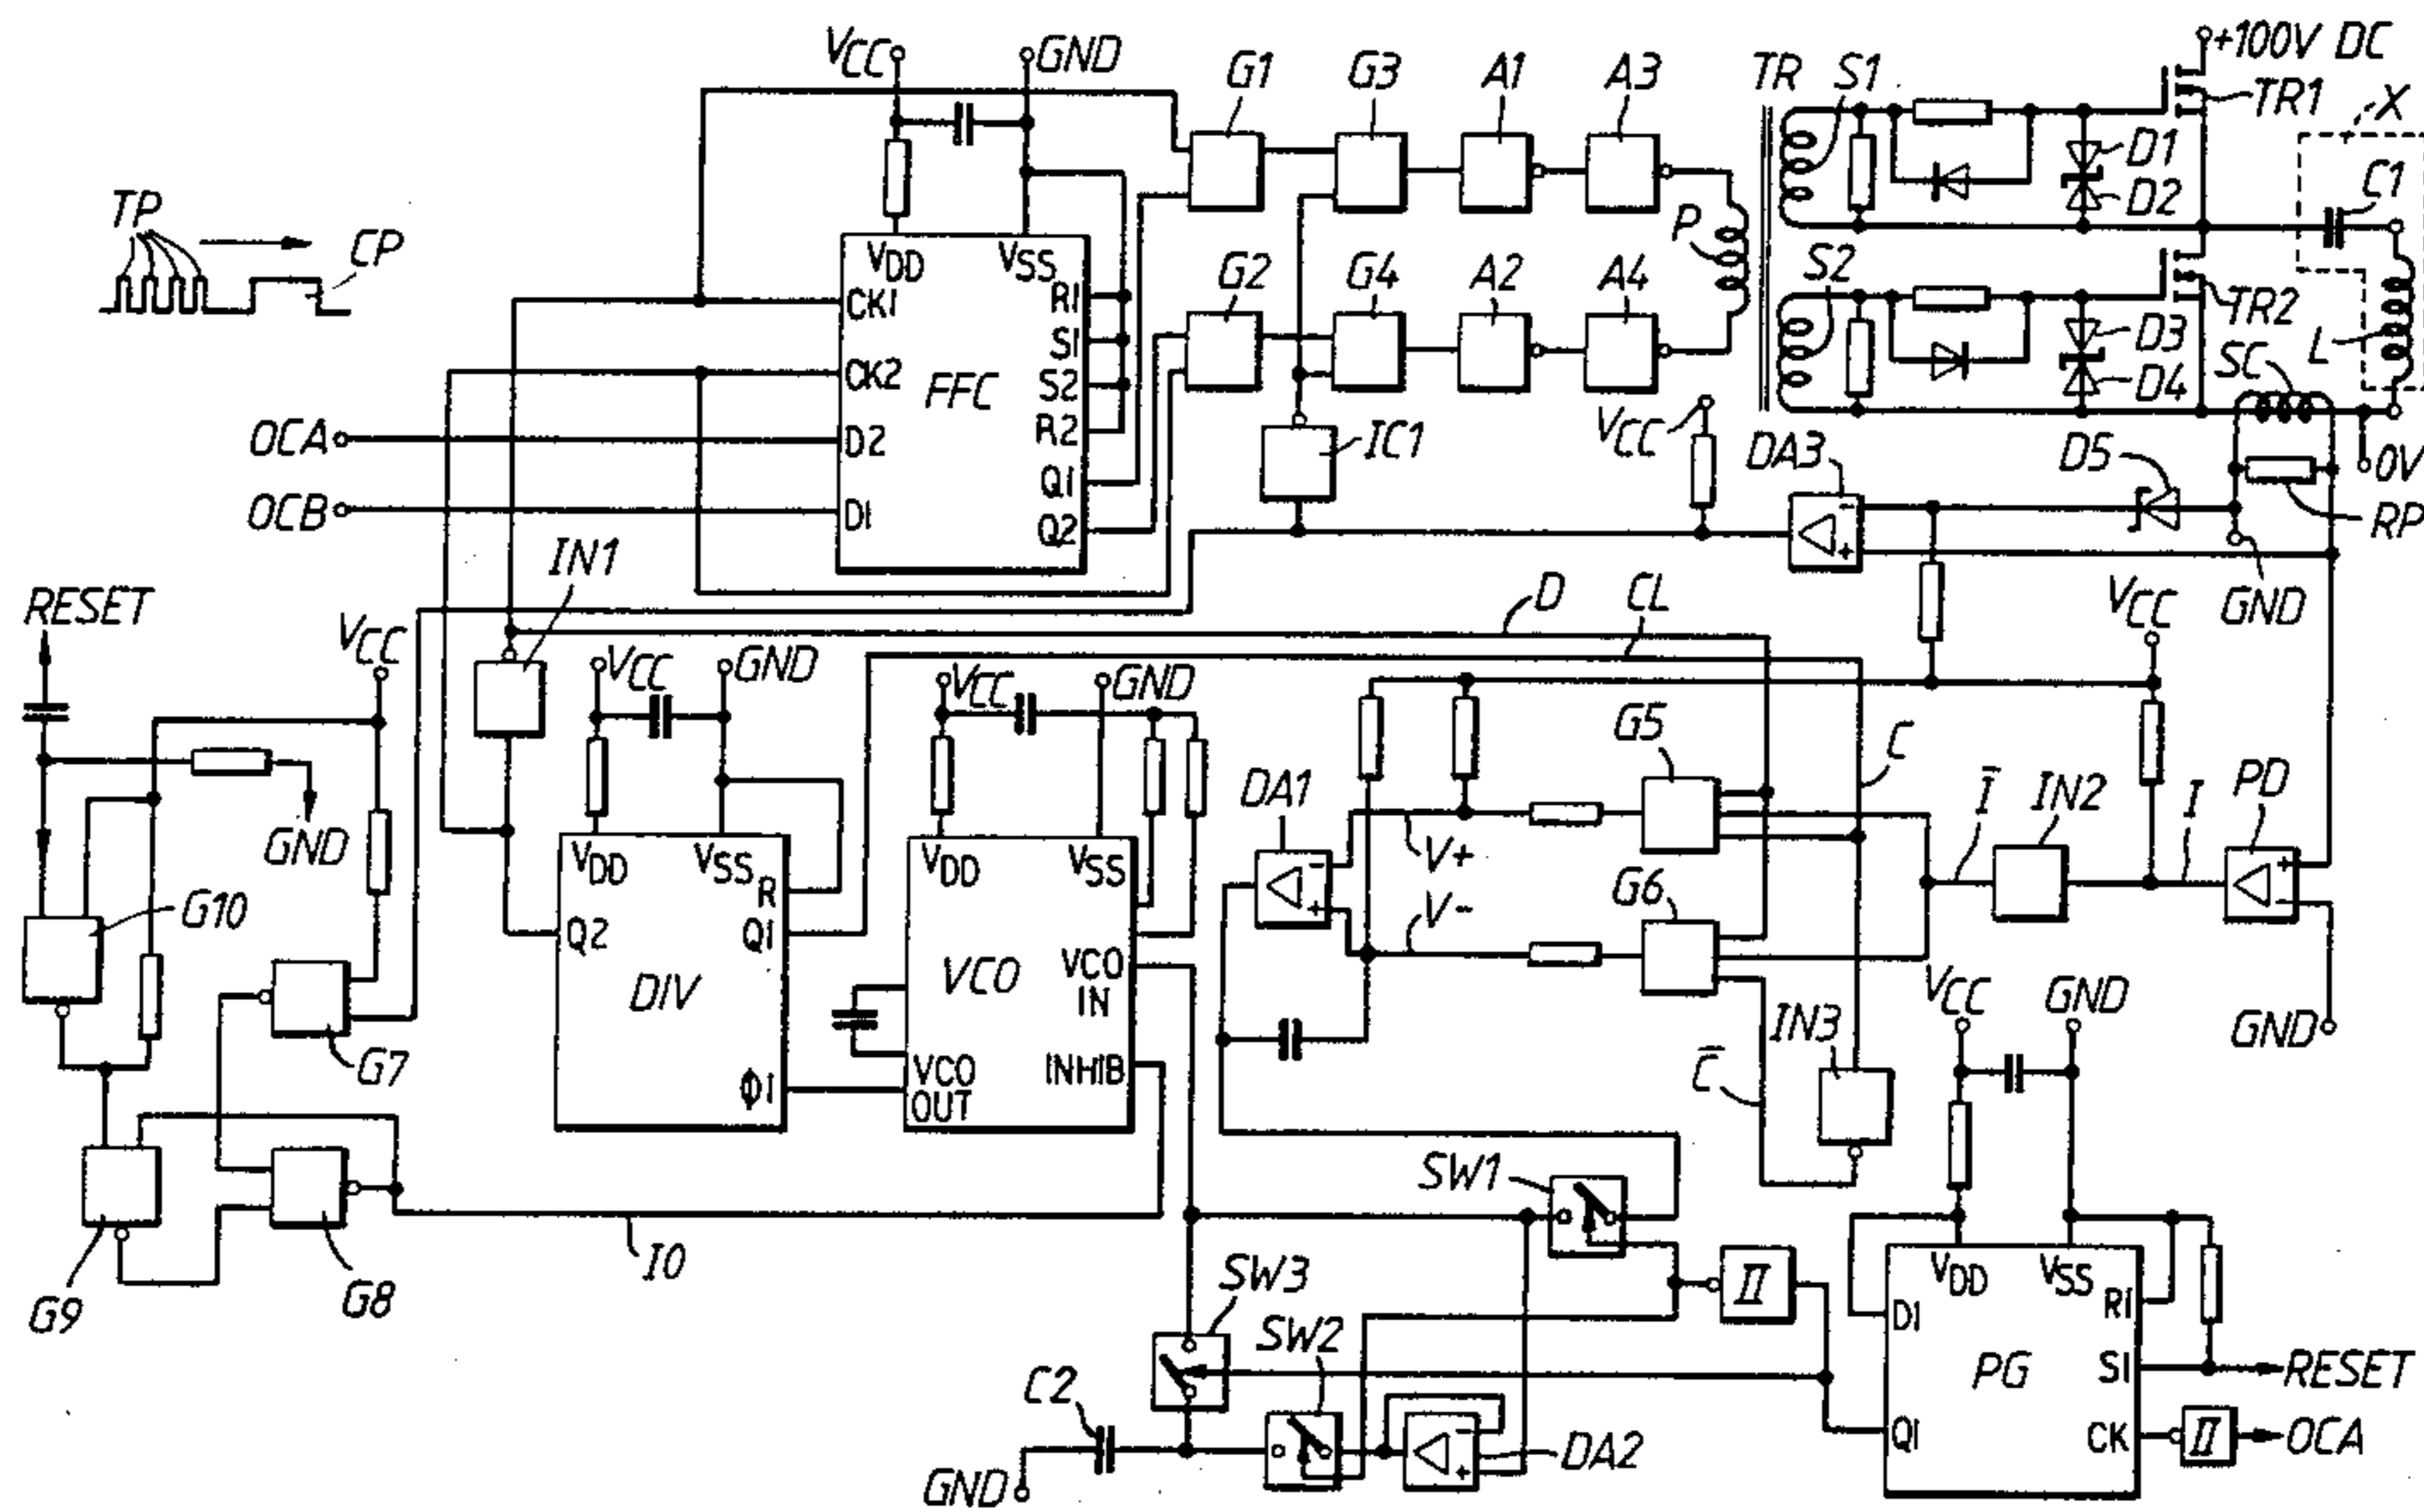 VCC
GND
G1
G3
A1
A3
TR
S1
+100V DC
TR1
X
D1
D2
C1
TP
CP
VDD
VSS
P
S2
G2
G4
A2
A4
TR2
D3
D4
L
SC
CK1
R1
S1
CK2
FFC
S2
R2
OCA
D2
IC1
VCC
DA3
D5
0V
OCB
D1
Q1
Q2
RP
IN1
RESET
VCC
D
CL
VCC
GND
VCC
GND
VCC
GND
G5
C
DA1
Ī
IN2
I
PD
GND
VDD
VSS
R
VDD
VSS
V+
G10
G6
V-
Q2
Q1
DIV
VCO
VCO
IN
VCC
GND
IN3
GND
G7
ϕ1
VCO
OUT
INHIB
C̄
SW1
I0
SW3
II
VDD
VSS
G9
G8
D1
R1
SW2
C2
PG
S1
RESET
GND
DA2
Q1
CK
II
OCA